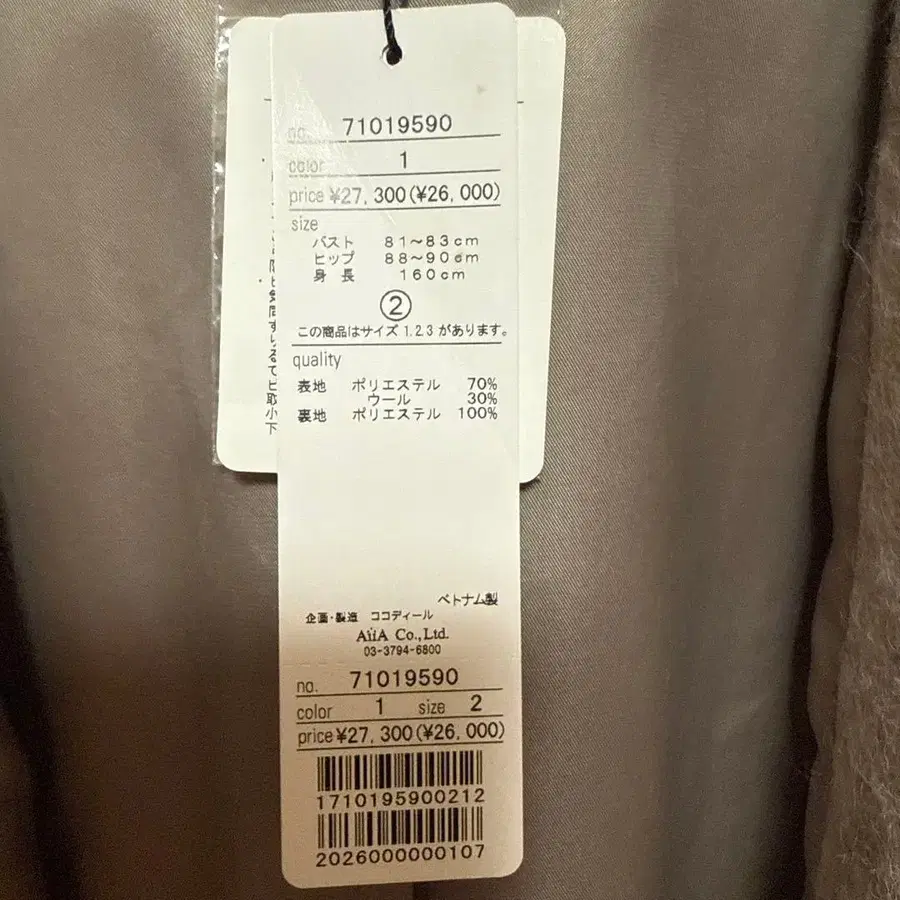 no. 71019590
color 1
price ¥27,300(¥26,000)
size
バスト 81～83cm
ヒップ 88～90cm
身長 160cm
②
この商品はサイズ1.2.3があります。
quality
表地 ポリエステル 70%
ウール 30%
裏地 ポリエステル 100%
ベトナム製
企画・製造 ココディール
AïiA Co.,Ltd.
03-3794-6800
no. 71019590
color 1 size 2
price ¥27,300(¥26,000)
1710195900212
2026000000107